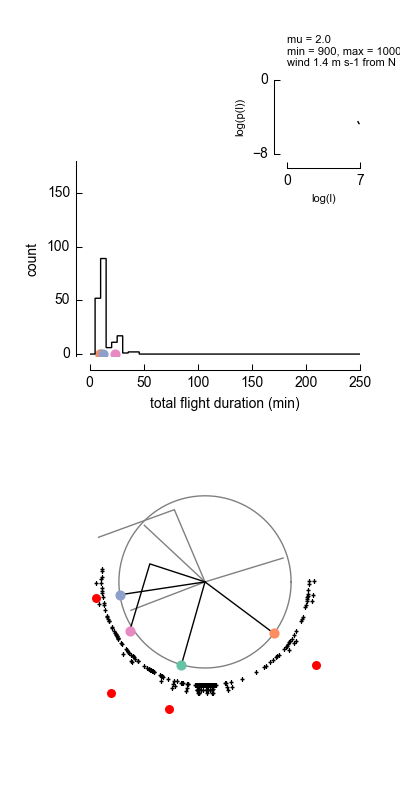 mu = 2.0
min = 900, max = 1000
wind 1.4 m s-1 from N
0
log(p(l))
−8
0 7
log(l)
150
100
count
50
0
0 50 100 150 200 250
total flight duration (min)